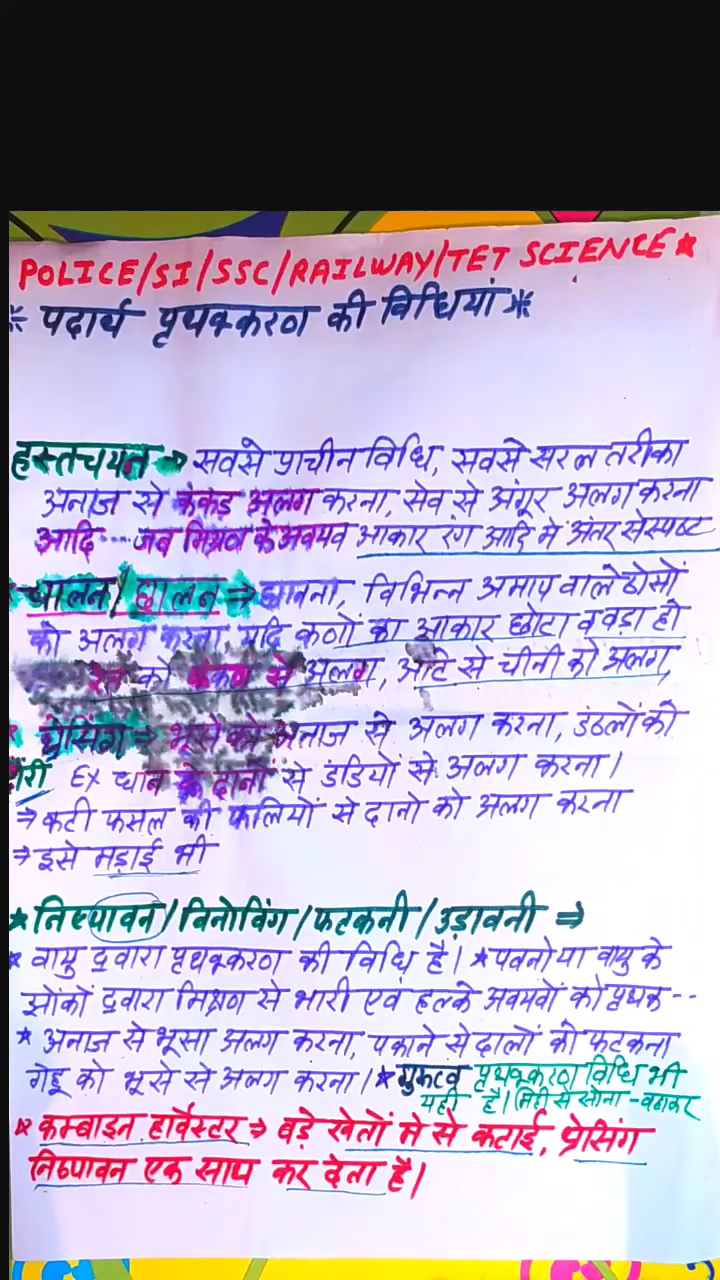 POLICE/SI/SSC/RAILWAY/TET SCIENCE★
* पदार्थ पृथक्करण की विधियां *
हस्तचयन → सबसे प्राचीन विधि, सबसे सरल तरीका
अनाज से कंकड अलग करना, सेव से अंगूर अलग करना
आदि... जब मिश्रण के अवयव आकार रंग आदि मे अंतर से स्पष्ट
चालन/छालन ⇒ छानना, विभिन्न अमाप वाले ठोसों
को अलग करना यदि कणों का आकार छोटा व बड़ा हो
को से अलग, आटे से चीनी को अलग,
थ्रेसिंग ⇒ भूसे को अनाज से अलग करना, डंठलों को
Ex धान के दानों से डंडियों से अलग करना।
⇒ कटी फसल की फलियों से दानो को अलग करना
⇒ इसे मड़ाई भी
★ निष्पावन/विनोविंग/फटकनी/उड़ावनी ⇒
★ वायु द्वारा पृथक्करण की विधि है। ★ पवनो या वायु के
झोंकों द्वारा मिश्रण से भारी एवं हल्के अवयवों को पृथक--
★ अनाज से भूसा अलग करना, पकाने से दालों को फटकना
गेहू को भूसे से अलग करना। ★ गुरूत्व पृथक्करण विधि भी
यही है। मिट्टी से सोना - बहाकर
★ कम्बाइन हार्वेस्टर ⇒ बड़े खेतों मे से कटाई, थ्रेसिंग
निष्पावन एक साथ कर देता है।